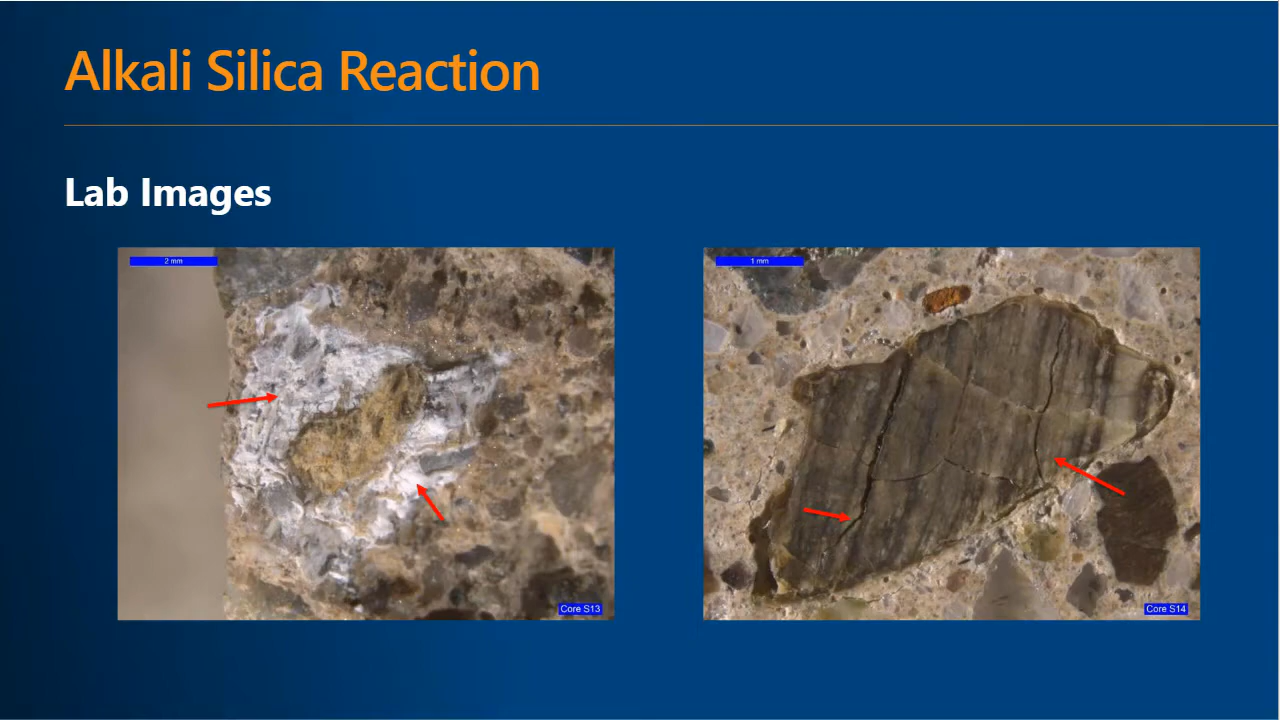 Alkali Silica Reaction
Lab Images
2 mm
1 mm
Core S13
Core S14